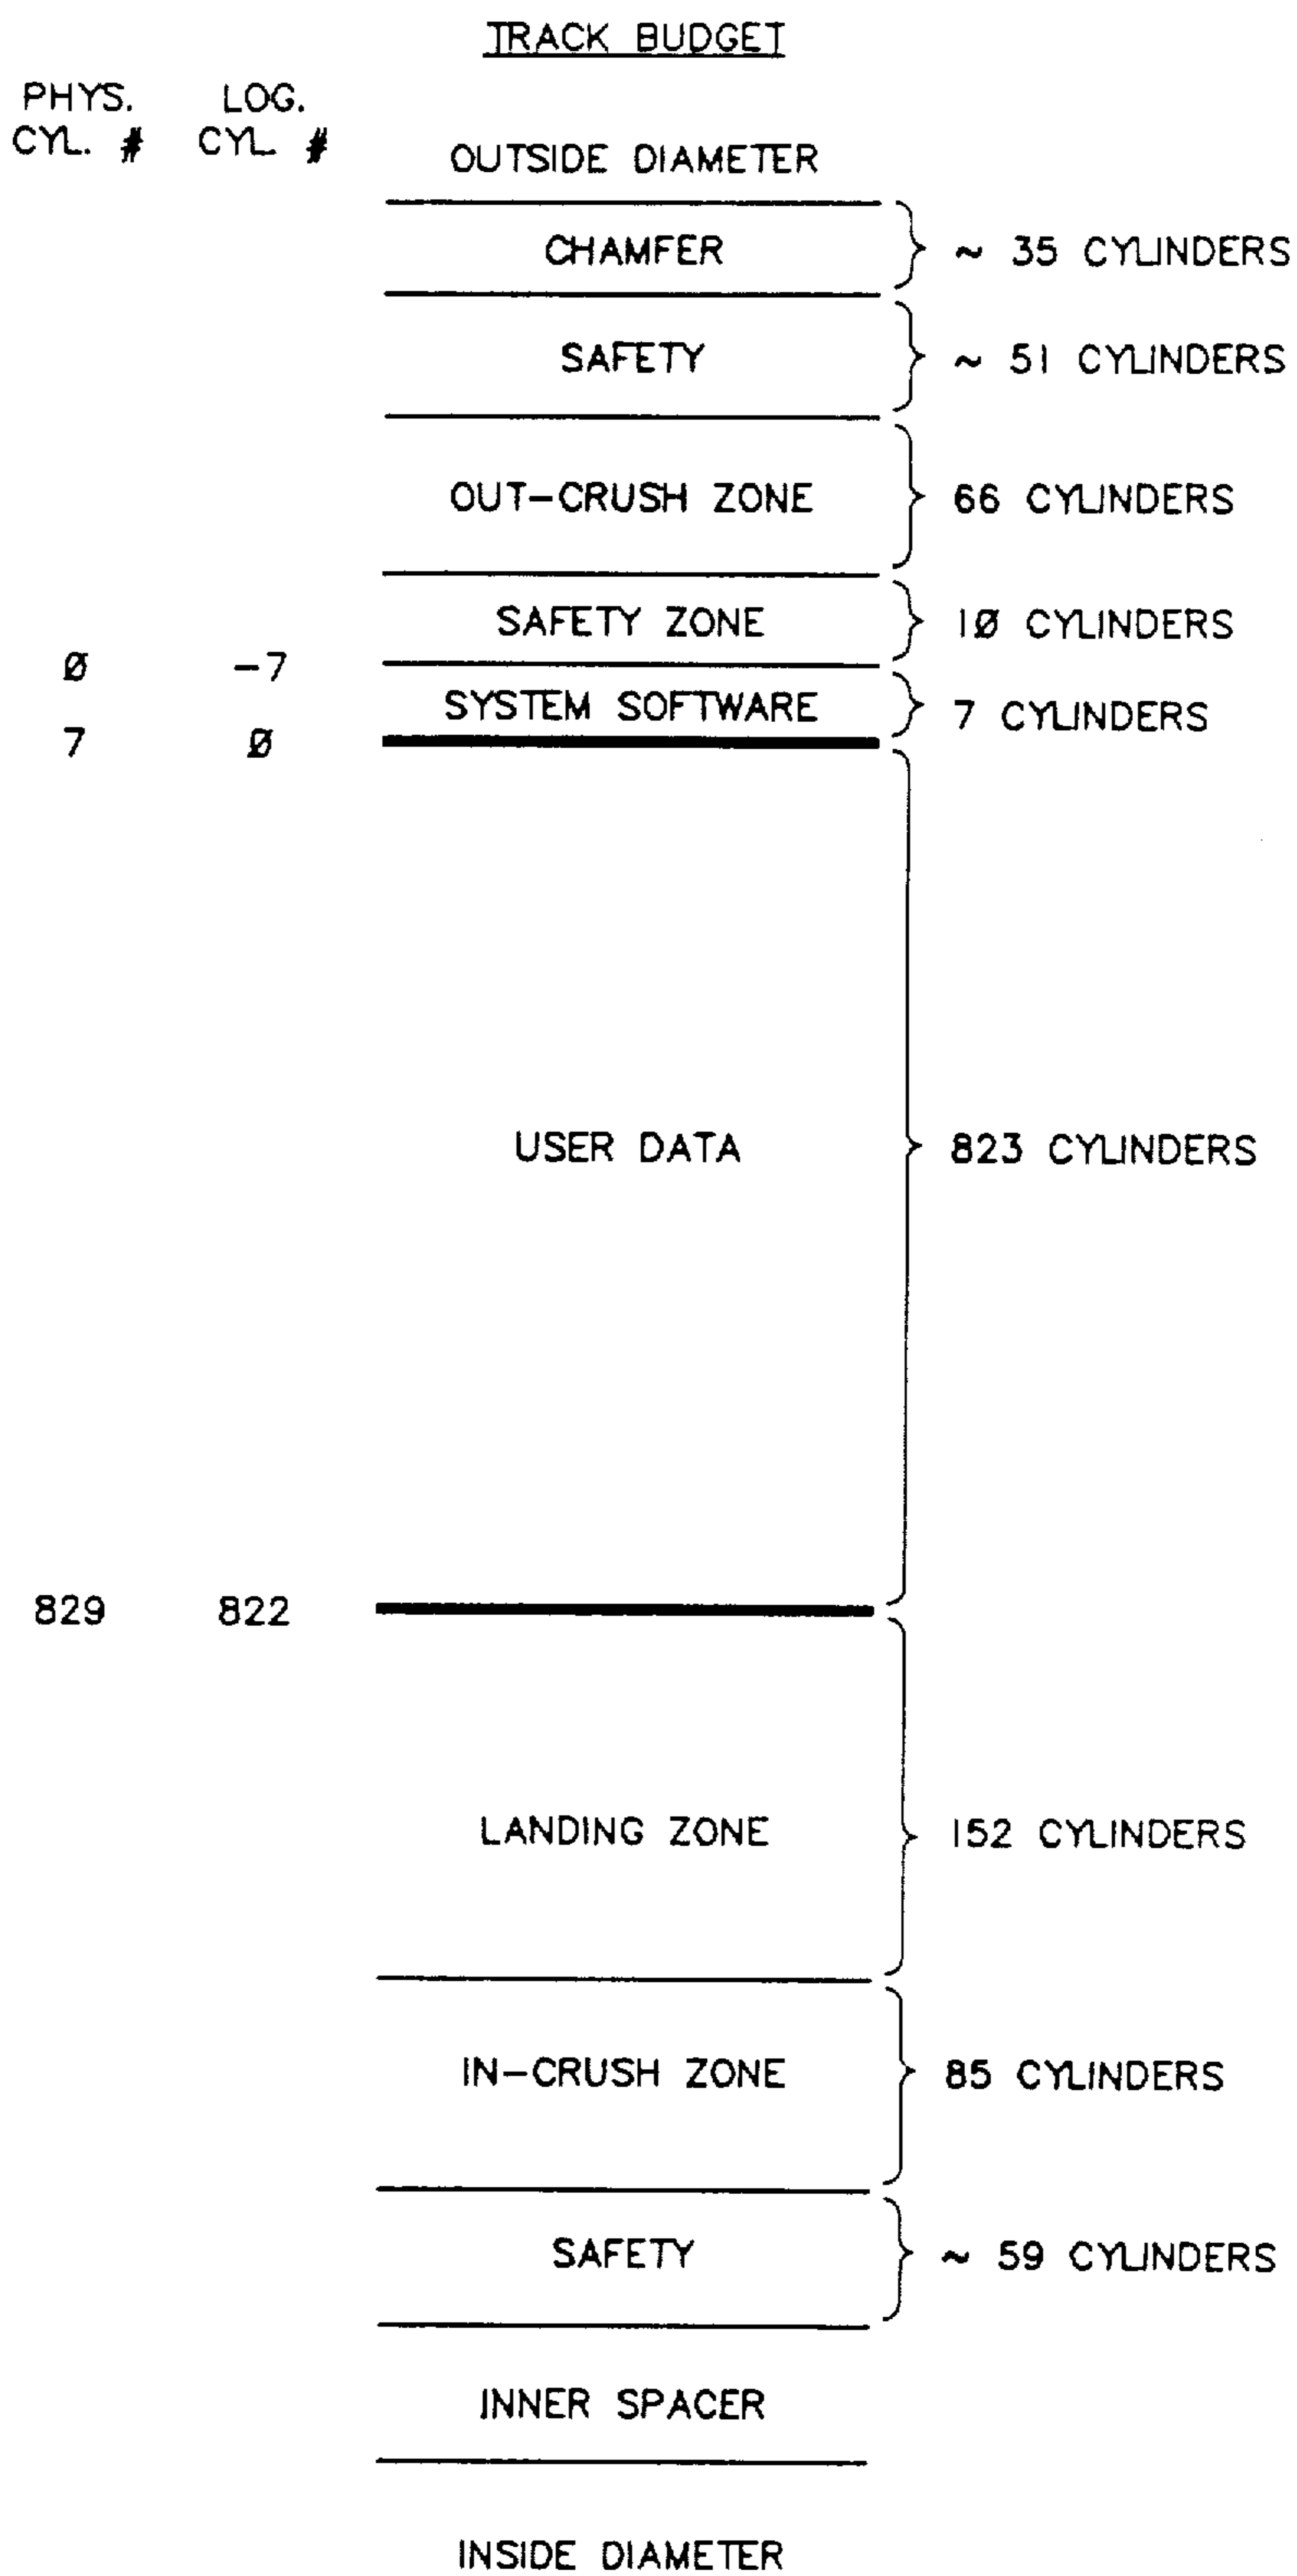 TRACK BUDGET
PHYS. LOG.
CYL. # CYL. #
OUTSIDE DIAMETER
CHAMFER ~ 35 CYLINDERS
SAFETY ~ 51 CYLINDERS
OUT-CRUSH ZONE 66 CYLINDERS
SAFETY ZONE 1Ø CYLINDERS
Ø -7
SYSTEM SOFTWARE 7 CYLINDERS
7 Ø
USER DATA 823 CYLINDERS
829 822
LANDING ZONE 152 CYLINDERS
IN-CRUSH ZONE 85 CYLINDERS
SAFETY ~ 59 CYLINDERS
INNER SPACER
INSIDE DIAMETER